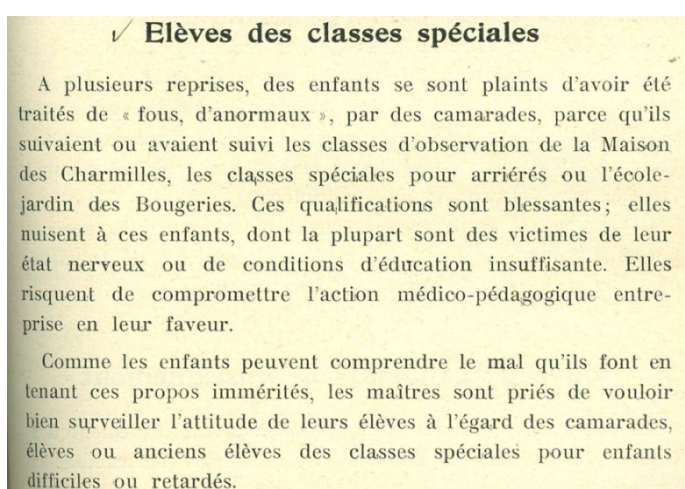 Elèves des classes spéciales
A plusieurs reprises, des enfants se sont plaints d'avoir été
traités de « fous, d'anormaux », par des camarades, parce qu'ils
suivaient ou avaient suivi les classes d'observation de la Maison
des Charmilles, les classes spéciales pour arriérés ou l'école-
jardin des Bougeries. Ces qualifications sont blessantes; elles
nuisent à ces enfants, dont la plupart sont des victimes de leur
état nerveux ou de conditions d'éducation insuffisante. Elles
risquent de compromettre l'action médico-pédagogique entre-
prise en leur faveur.
Comme les enfants peuvent comprendre le mal qu'ils font en
tenant ces propos immérités, les maîtres sont priés de vouloir
bien surveiller l'attitude de leurs élèves à l'égard des camarades,
élèves ou anciens élèves des classes spéciales pour enfants
difficiles ou retardés.